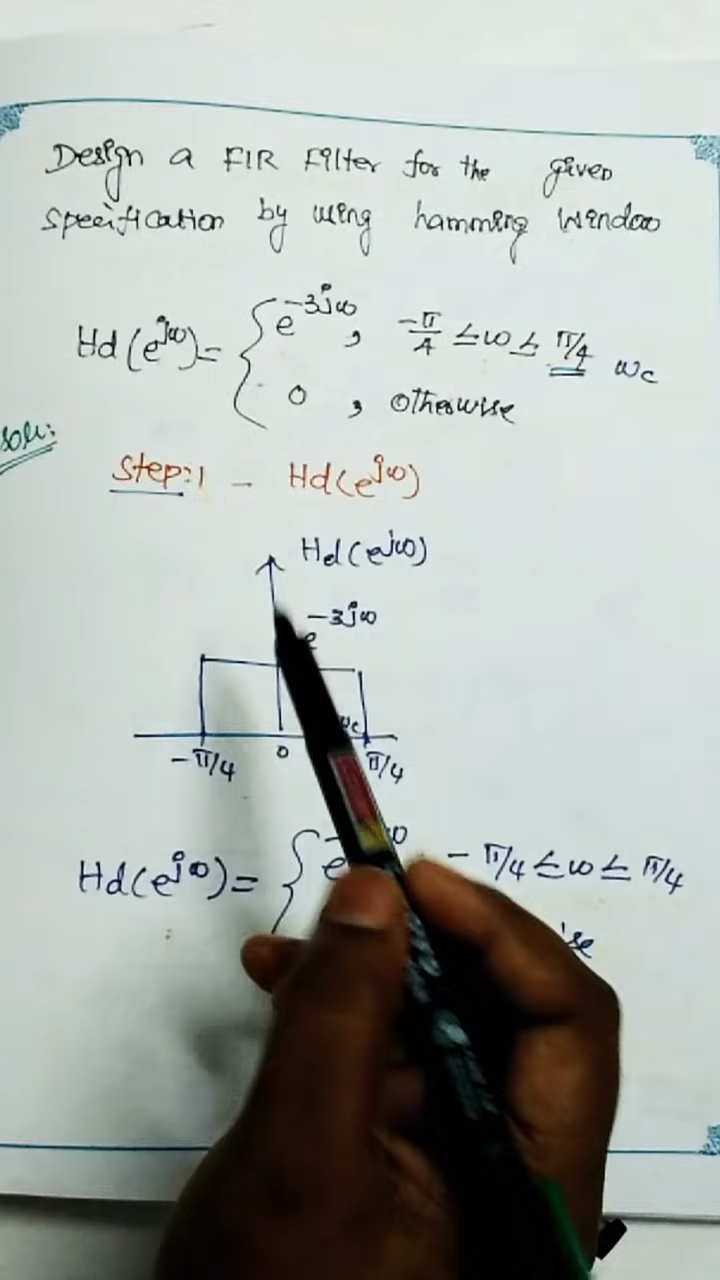 Design a FIR Filter for the given
specification by using hamming window
Hd(e^jω) = { e^-3jω , -π/4 ≤ ω ≤ π/4 ωc
0 , otherwise
Soln:
Step:1 - Hd(e^jω)
Hd(e^jω)
-3jω
-π/4 0 π/4
Hd(e^jω) = { -π/4 ≤ ω ≤ π/4